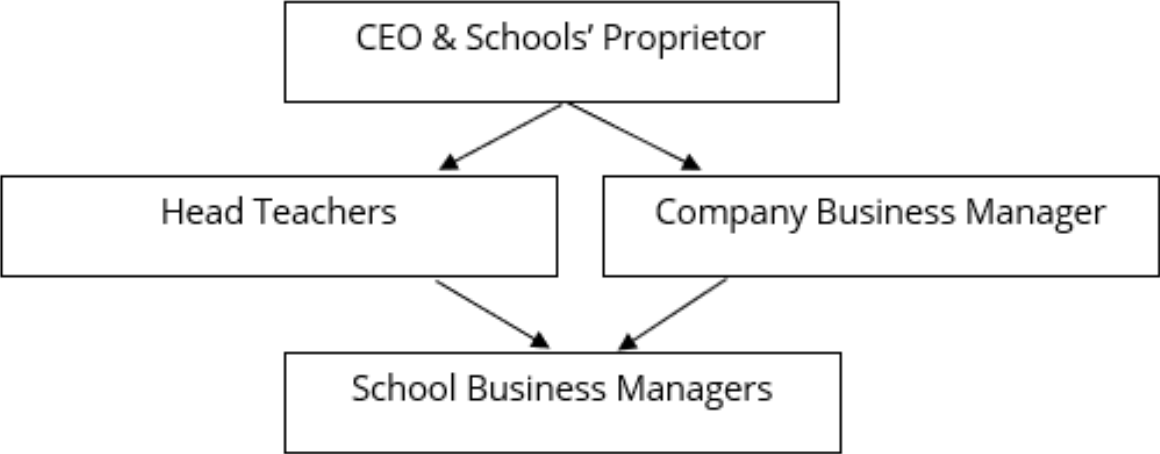 CEO & Schools’ Proprietor
Head Teachers
Company Business Manager
School Business Managers